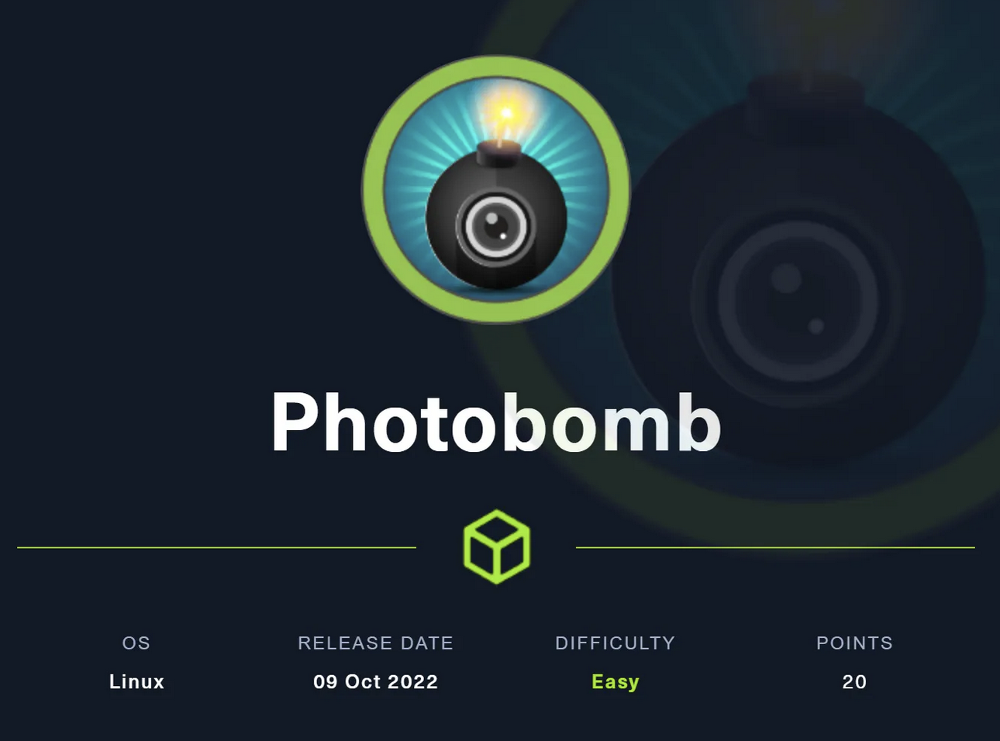 Photobomb
OS RELEASE DATE DIFFICULTY POINTS
Linux 09 Oct 2022 Easy 20